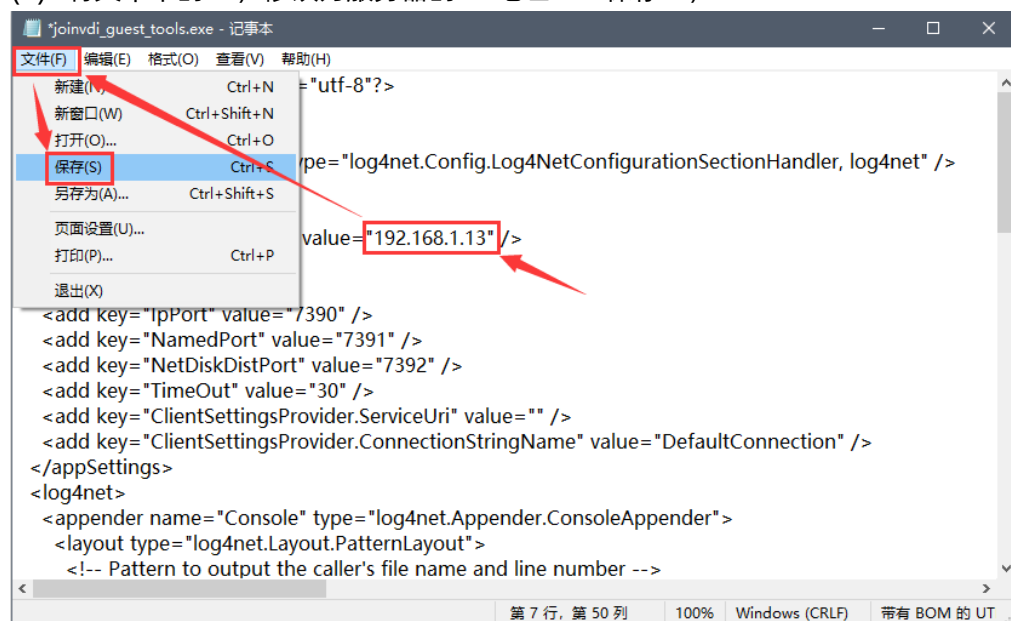 *joinvdi_guest_tools.exe - 记事本
文件(F) 编辑(E) 格式(O) 查看(V) 帮助(H)
新建(N) Ctrl+N
="utf-8"?>
新窗口(W) Ctrl+Shift+N
打开(O)... Ctrl+O
保存(S) Ctrl+S
ype="log4net.Config.Log4NetConfigurationSectionHandler, log4net" />
另存为(A)... Ctrl+Shift+S
页面设置(U)...
value="192.168.1.13" />
打印(P)... Ctrl+P
退出(X)
<add key="IpPort" value="7390" />
<add key="NamedPort" value="7391" />
<add key="NetDiskDistPort" value="7392" />
<add key="TimeOut" value="30" />
<add key="ClientSettingsProvider.ServiceUri" value="" />
<add key="ClientSettingsProvider.ConnectionStringName" value="DefaultConnection" />
</appSettings>
<log4net>
<appender name="Console" type="log4net.Appender.ConsoleAppender">
<layout type="log4net.Layout.PatternLayout">
<!-- Pattern to output the caller's file name and line number -->
第 7 行, 第 50 列 100% Windows (CRLF) 带有 BOM 的 UT